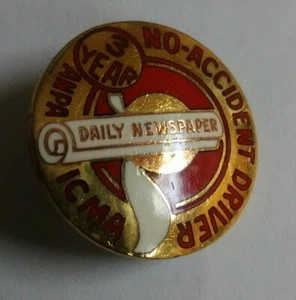 3
YEAR
NO-ACCIDENT DRIVER
ANPA
DAILY NEWSPAPER
ICMA